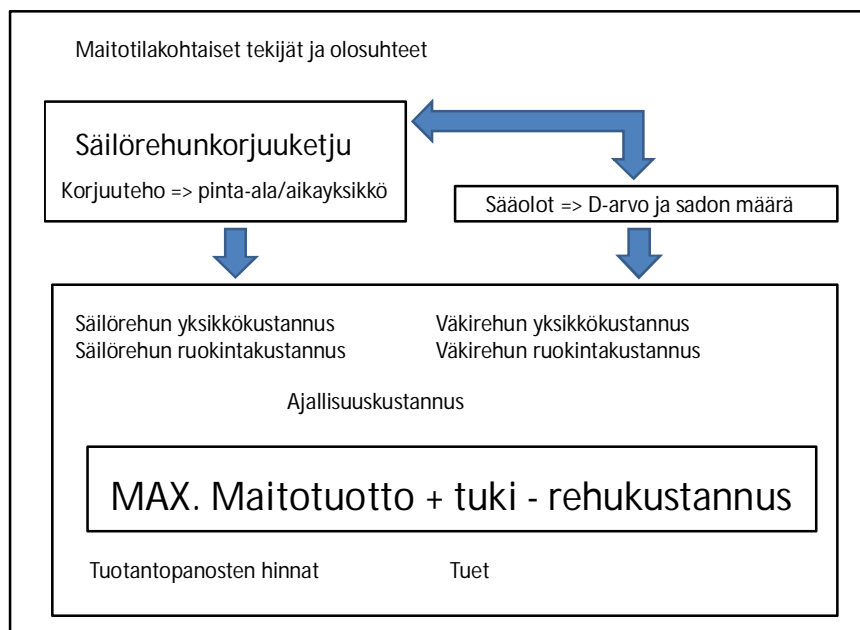 Maitotilakohtaiset tekijät ja olosuhteet
Säilörehunkorjuuketju
Korjuuteho => pinta-ala/aikayksikkö
Sääolot => D-arvo ja sadon määrä
Säilörehun yksikkökustannus
Säilörehun ruokintakustannus
Väkirehun yksikkökustannus
Väkirehun ruokintakustannus
Ajallisuuskustannus
MAX. Maitotuotto + tuki - rehukustannus
Tuotantopanosten hinnat
Tuet